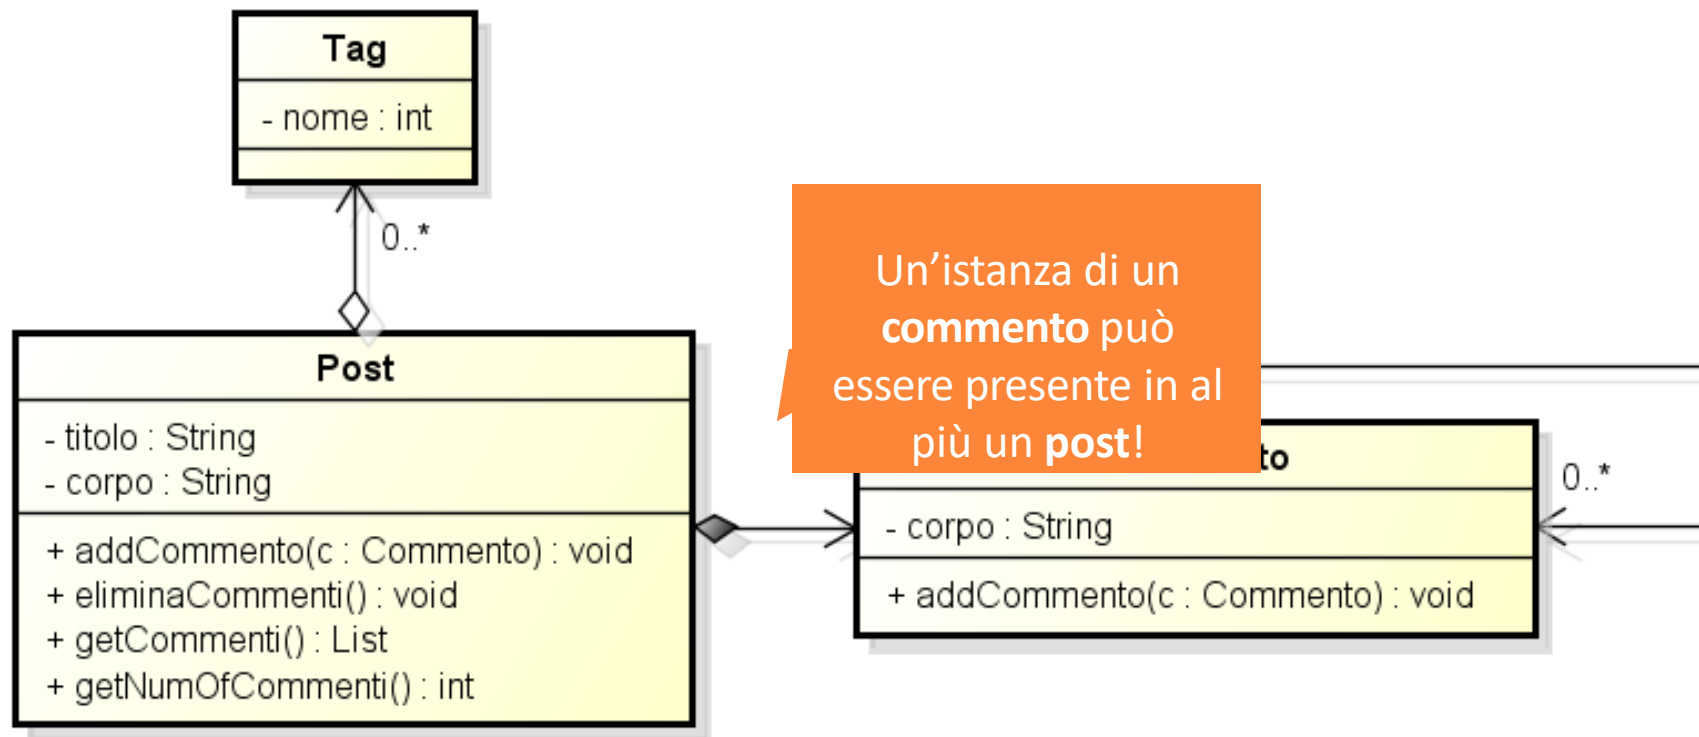 Tag
- nome : int
0..*
Un’istanza di un
commento può
essere presente in al
più un post!
Post
- titolo : String
- corpo : String
+ addCommento(c : Commento) : void
+ eliminaCommenti() : void
+ getCommenti() : List
+ getNumOfCommenti() : int
to
0..*
- corpo : String
+ addCommento(c : Commento) : void